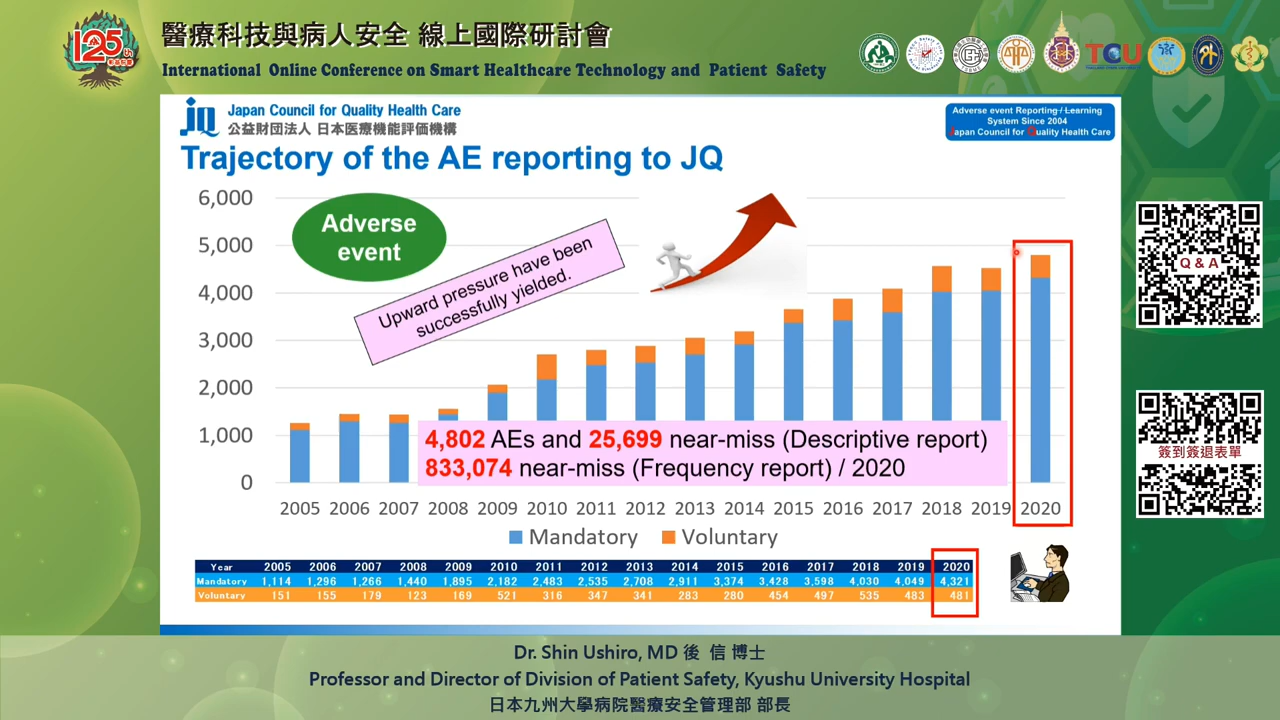 125th
醫療科技與病人安全 線上國際研討會
International Online Conference on Smart Healthcare Technology and Patient Safety
TCU
jQ
Japan Council for Quality Health Care
公益財団法人 日本医療機能評価機構
Adverse event Reporting / Learning
System Since 2004
Japan Council for Quality Health Care
Trajectory of the AE reporting to JQ
6,000
5,000
4,000
3,000
2,000
1,000
0
Adverse
event
Upward pressure have been
successfully yielded.
4,802 AEs and 25,699 near-miss (Descriptive report)
833,074 near-miss (Frequency report) / 2020
2005 2006 2007 2008 2009 2010 2011 2012 2013 2014 2015 2016 2017 2018 2019 2020
Mandatory Voluntary
Year 2005 2006 2007 2008 2009 2010 2011 2012 2013 2014 2015 2016 2017 2018 2019 2020
Mandatory 1,114 1,296 1,266 1,440 1,895 2,182 2,483 2,535 2,708 2,911 3,374 3,428 3,598 4,030 4,049 4,321
Voluntary 151 155 179 123 169 521 316 347 341 283 280 454 497 535 483 481
Q & A
簽到簽退表單
Dr. Shin Ushiro, MD 後 信 博士
Professor and Director of Division of Patient Safety, Kyushu University Hospital
日本九州大學病院醫療安全管理部 部長